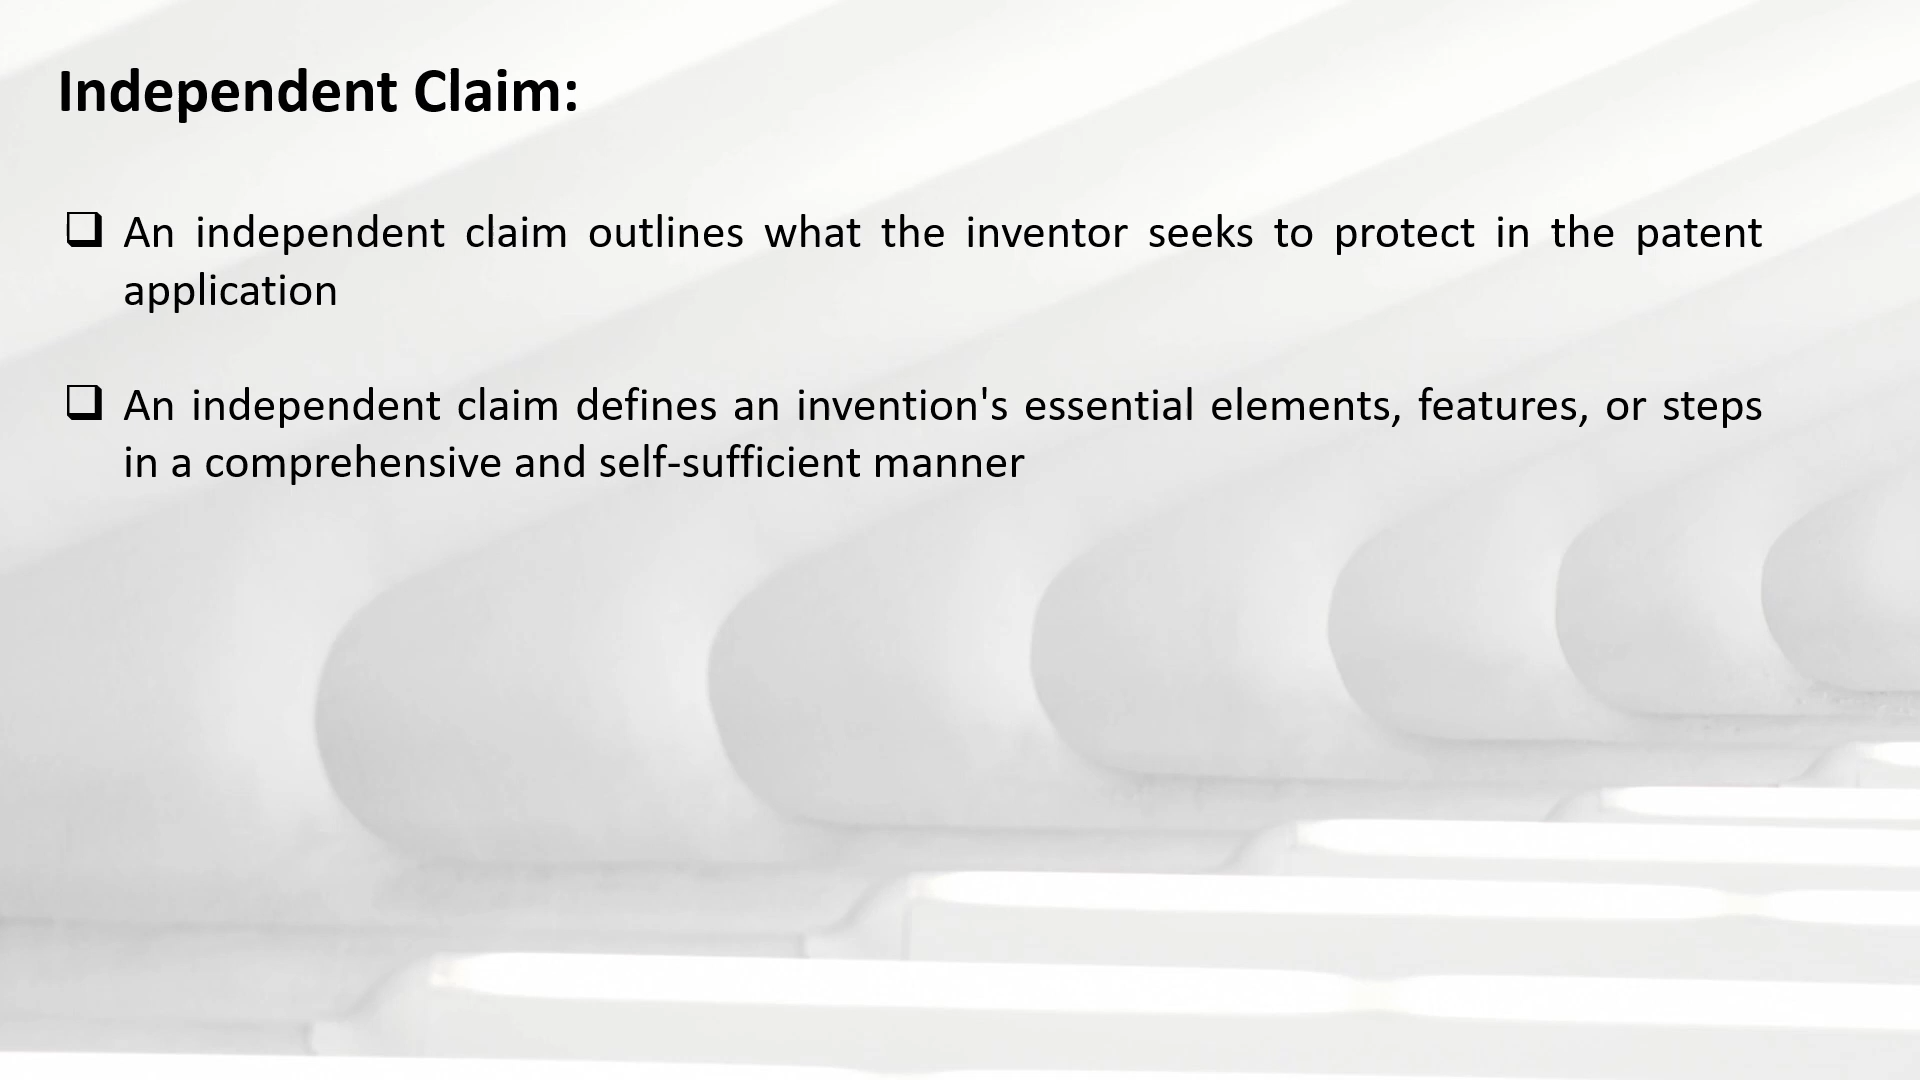 Independent Claim:
❑ An independent claim outlines what the inventor seeks to protect in the patent
application
❑ An independent claim defines an invention's essential elements, features, or steps
in a comprehensive and self-sufficient manner